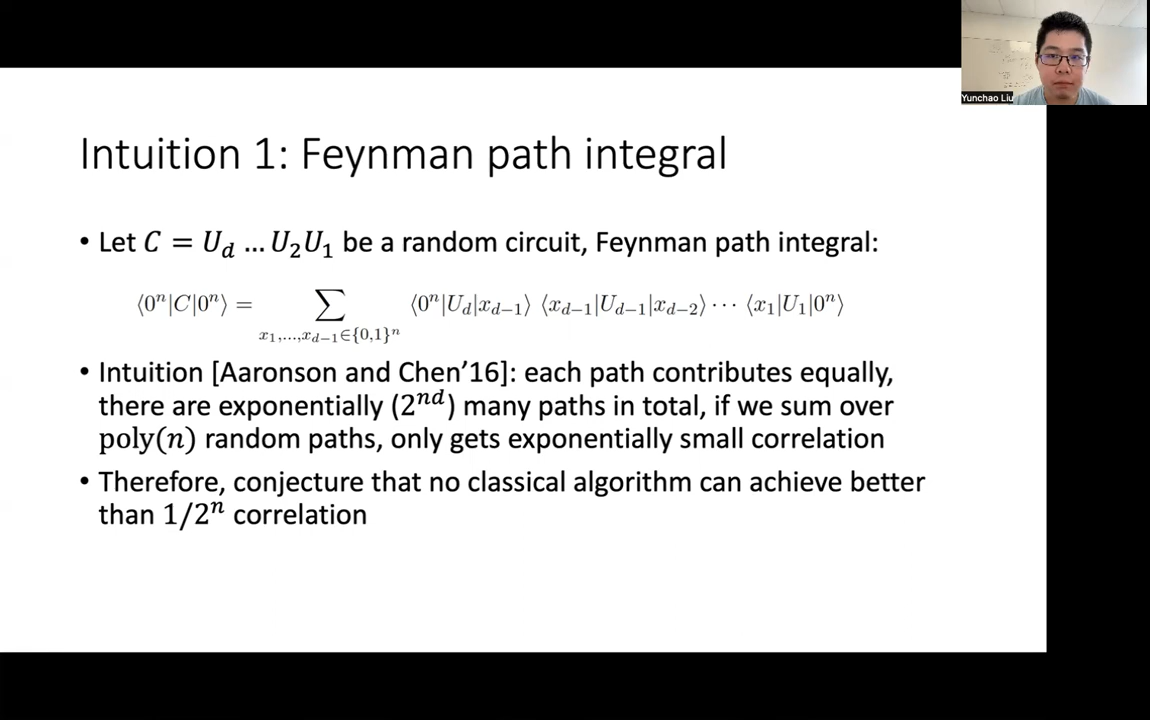 Yunchao Liu
Intuition 1: Feynman path integral
• Let C = U_d … U_2U_1 be a random circuit, Feynman path integral:
⟨0^n|C|0^n⟩ = ∑_{x_1,…,x_{d−1}∈{0,1}^n} ⟨0^n|U_d|x_{d−1}⟩ ⟨x_{d−1}|U_{d−1}|x_{d−2}⟩ ⋯ ⟨x_1|U_1|0^n⟩
• Intuition [Aaronson and Chen’16]: each path contributes equally,
there are exponentially (2^{nd}) many paths in total, if we sum over
poly(n) random paths, only gets exponentially small correlation
• Therefore, conjecture that no classical algorithm can achieve better
than 1/2^n correlation